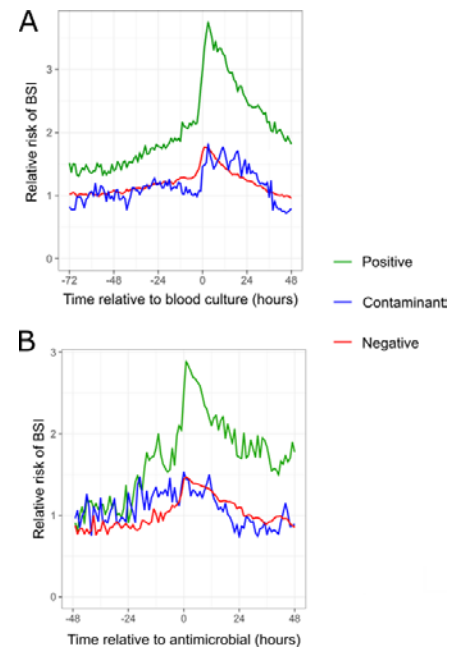 A
Relative risk of BSI
3
2
1
0
-72
-48
-24
0
24
48
Time relative to blood culture (hours)
Positive
Contaminant
Negative
B
Relative risk of BSI
3
2
1
0
-48
-24
0
24
48
Time relative to antimicrobial (hours)